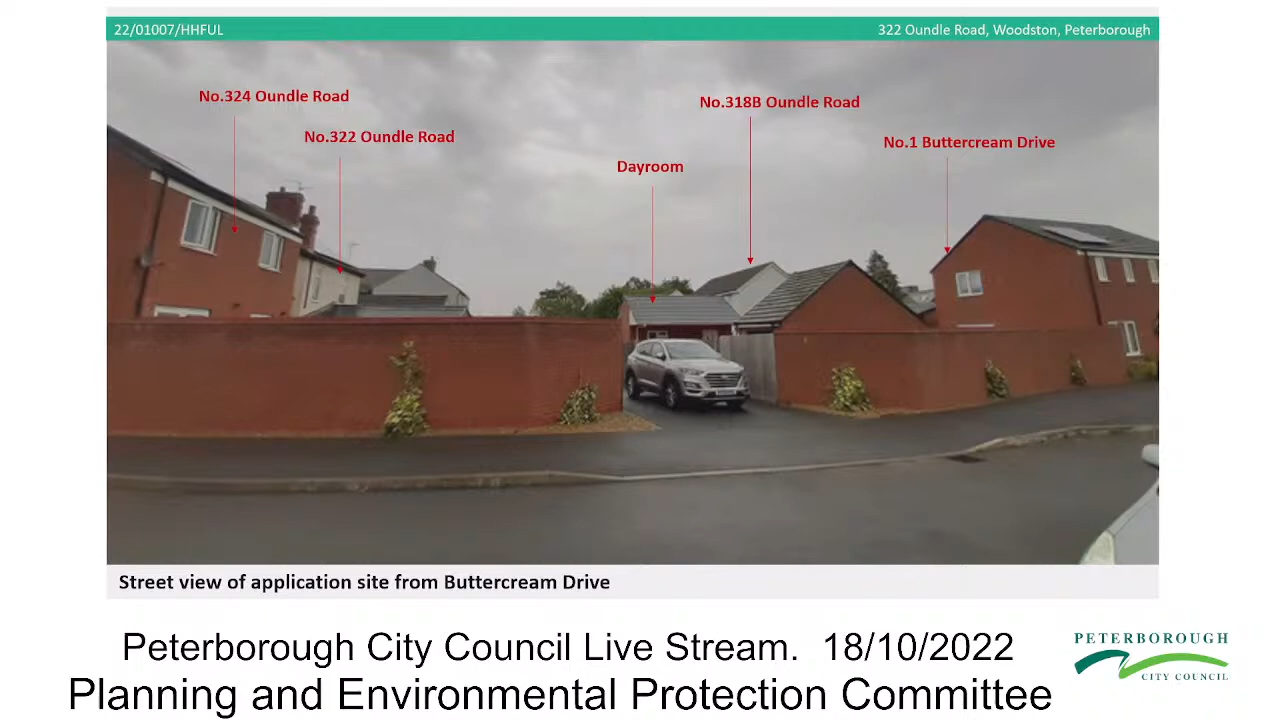 22/01007/HHFUL
322 Oundle Road, Woodston, Peterborough
No.324 Oundle Road
No.318B Oundle Road
No.322 Oundle Road
No.1 Buttercream Drive
Dayroom
Street view of application site from Buttercream Drive
Peterborough City Council Live Stream.  18/10/2022
Planning and Environmental Protection Committee
PETERBOROUGH
CITY COUNCIL